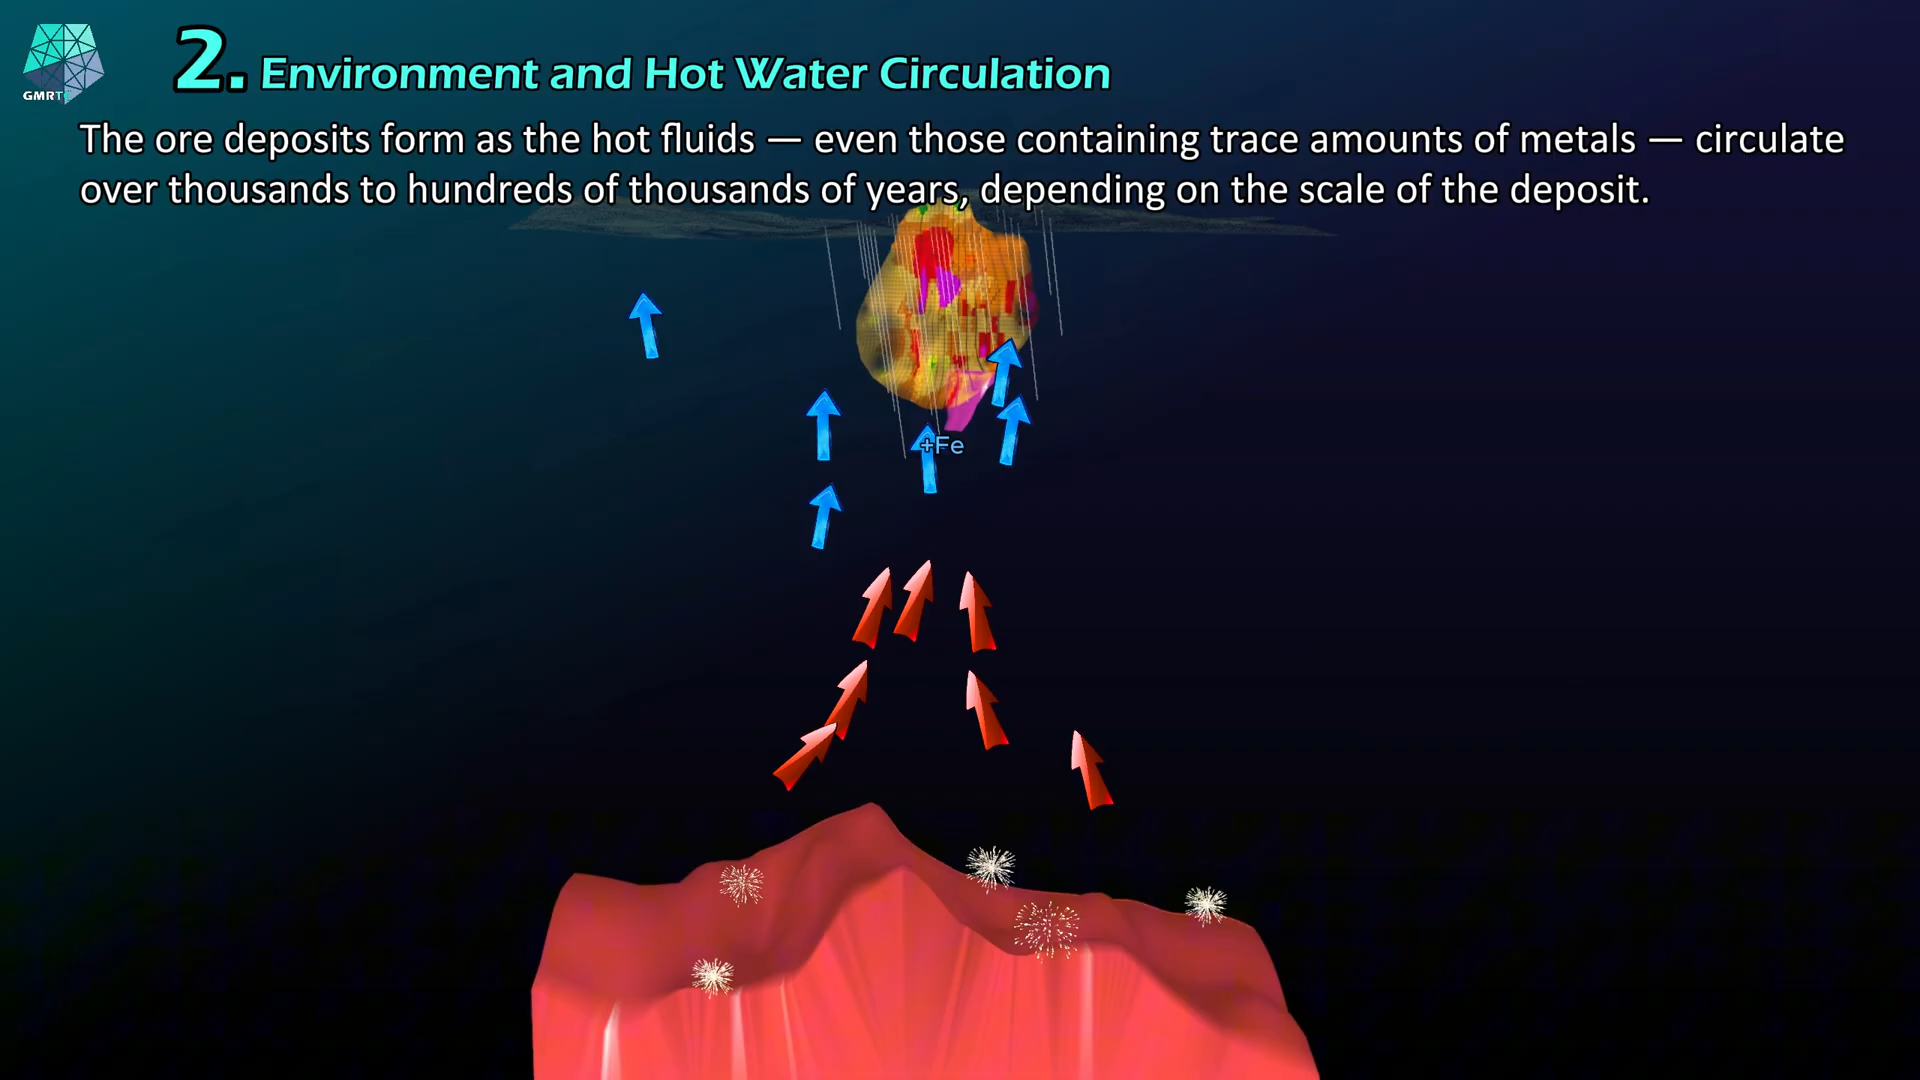 GMRT
2. Environment and Hot Water Circulation
The ore deposits form as the hot fluids — even those containing trace amounts of metals — circulate
over thousands to hundreds of thousands of years, depending on the scale of the deposit.
+Fe